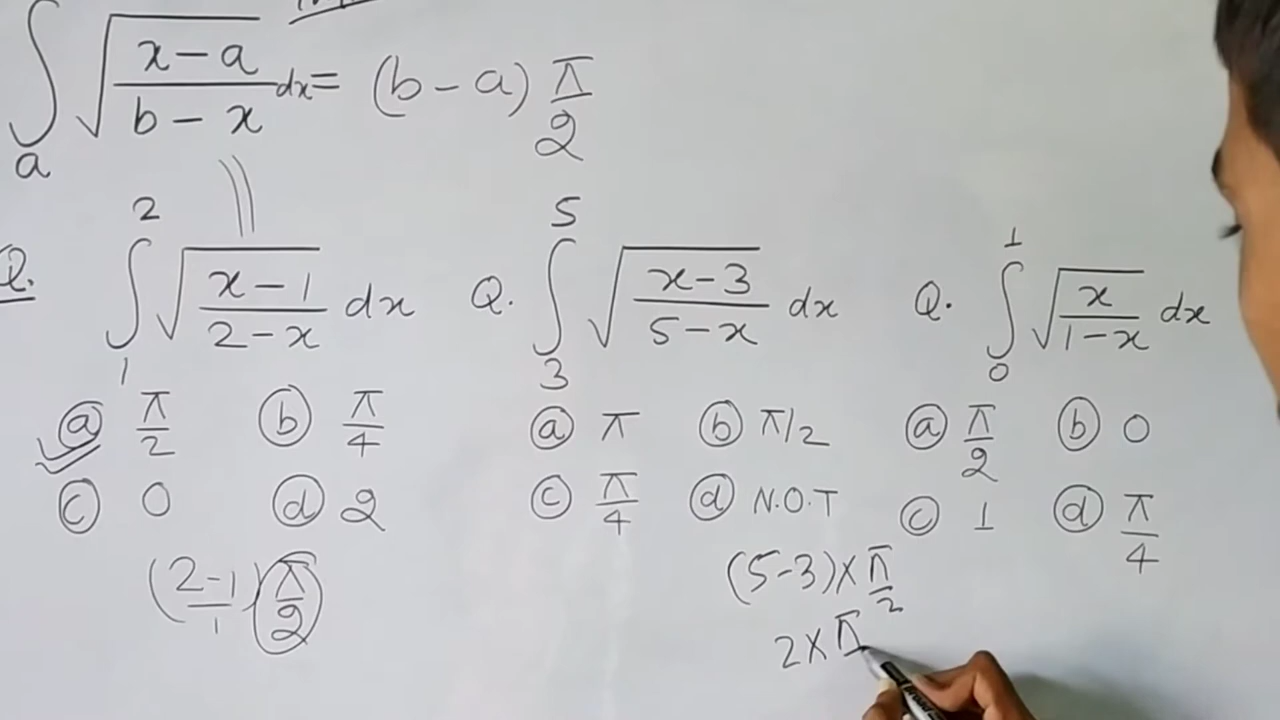 ∫ₐ √((x-a)/(b-x)) dx = (b-a) π/2
Q. ∫₁² √((x-1)/(2-x)) dx
ⓐ π/2 ⓑ π/4
ⓒ 0 ⓓ 2
(2-1) π/2
1
Q. ∫₃⁵ √((x-3)/(5-x)) dx
ⓐ π ⓑ π/2
ⓒ π/4 ⓓ N.O.T
(5-3)×π/2
2×π
Q. ∫₀¹ √(x/(1-x)) dx
ⓐ π/2 ⓑ 0
ⓒ 1 ⓓ π/4